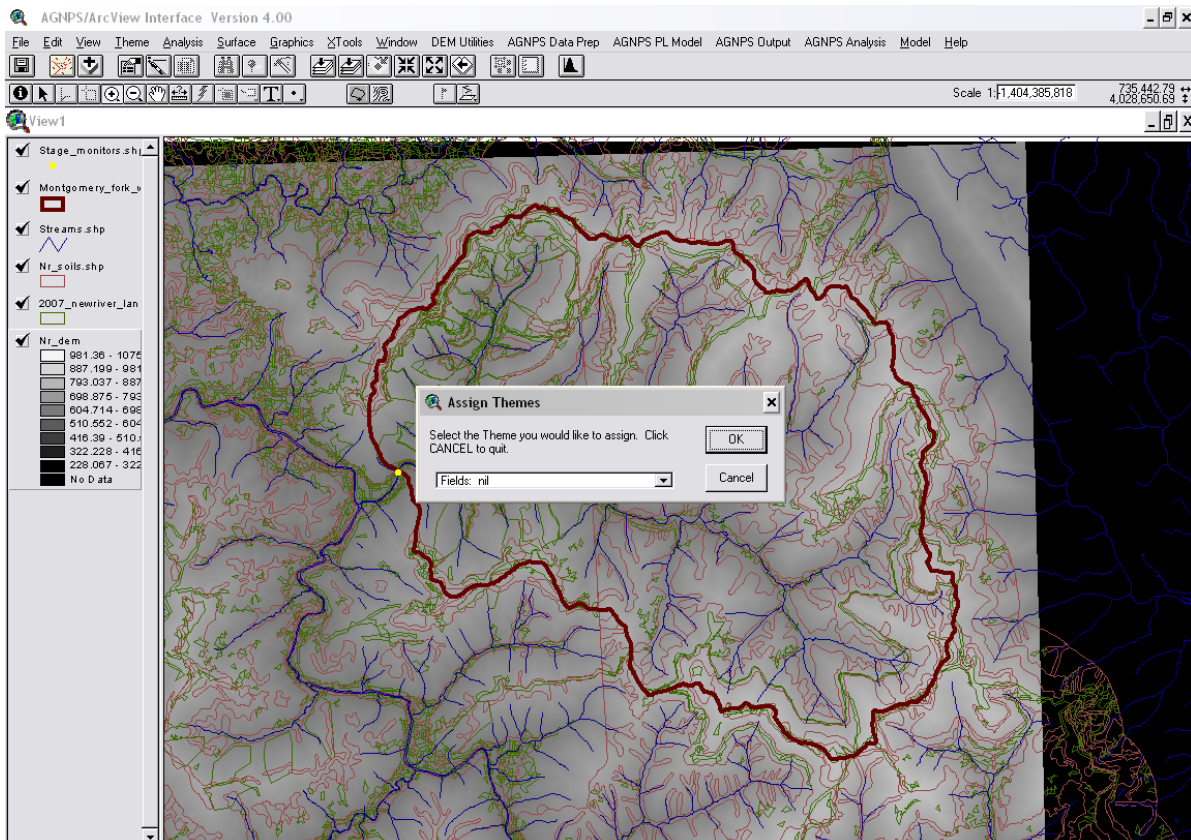 AGNPS/ArcView Interface Version 4.00
File Edit View Theme Analysis Surface Graphics XTools Window DEM Utilities AGNPS Data Prep AGNPS PL Model AGNPS Output AGNPS Analysis Model Help
Scale 1: 1,404,385,818
735,442.79
4,028,650.69
View1
Stage_monitors.shp
Montgomery_fork_
Streams.shp
Nr_soils.shp
2007_newriver_lan
Nr_dem
981.36 - 1075
887.199 - 981
793.037 - 887
698.875 - 793
604.714 - 698
510.552 - 604
416.39 - 510.
322.228 - 416
228.067 - 322
No Data
Assign Themes
Select the Theme you would like to assign. Click
CANCEL to quit.
OK
Fields: nil
Cancel